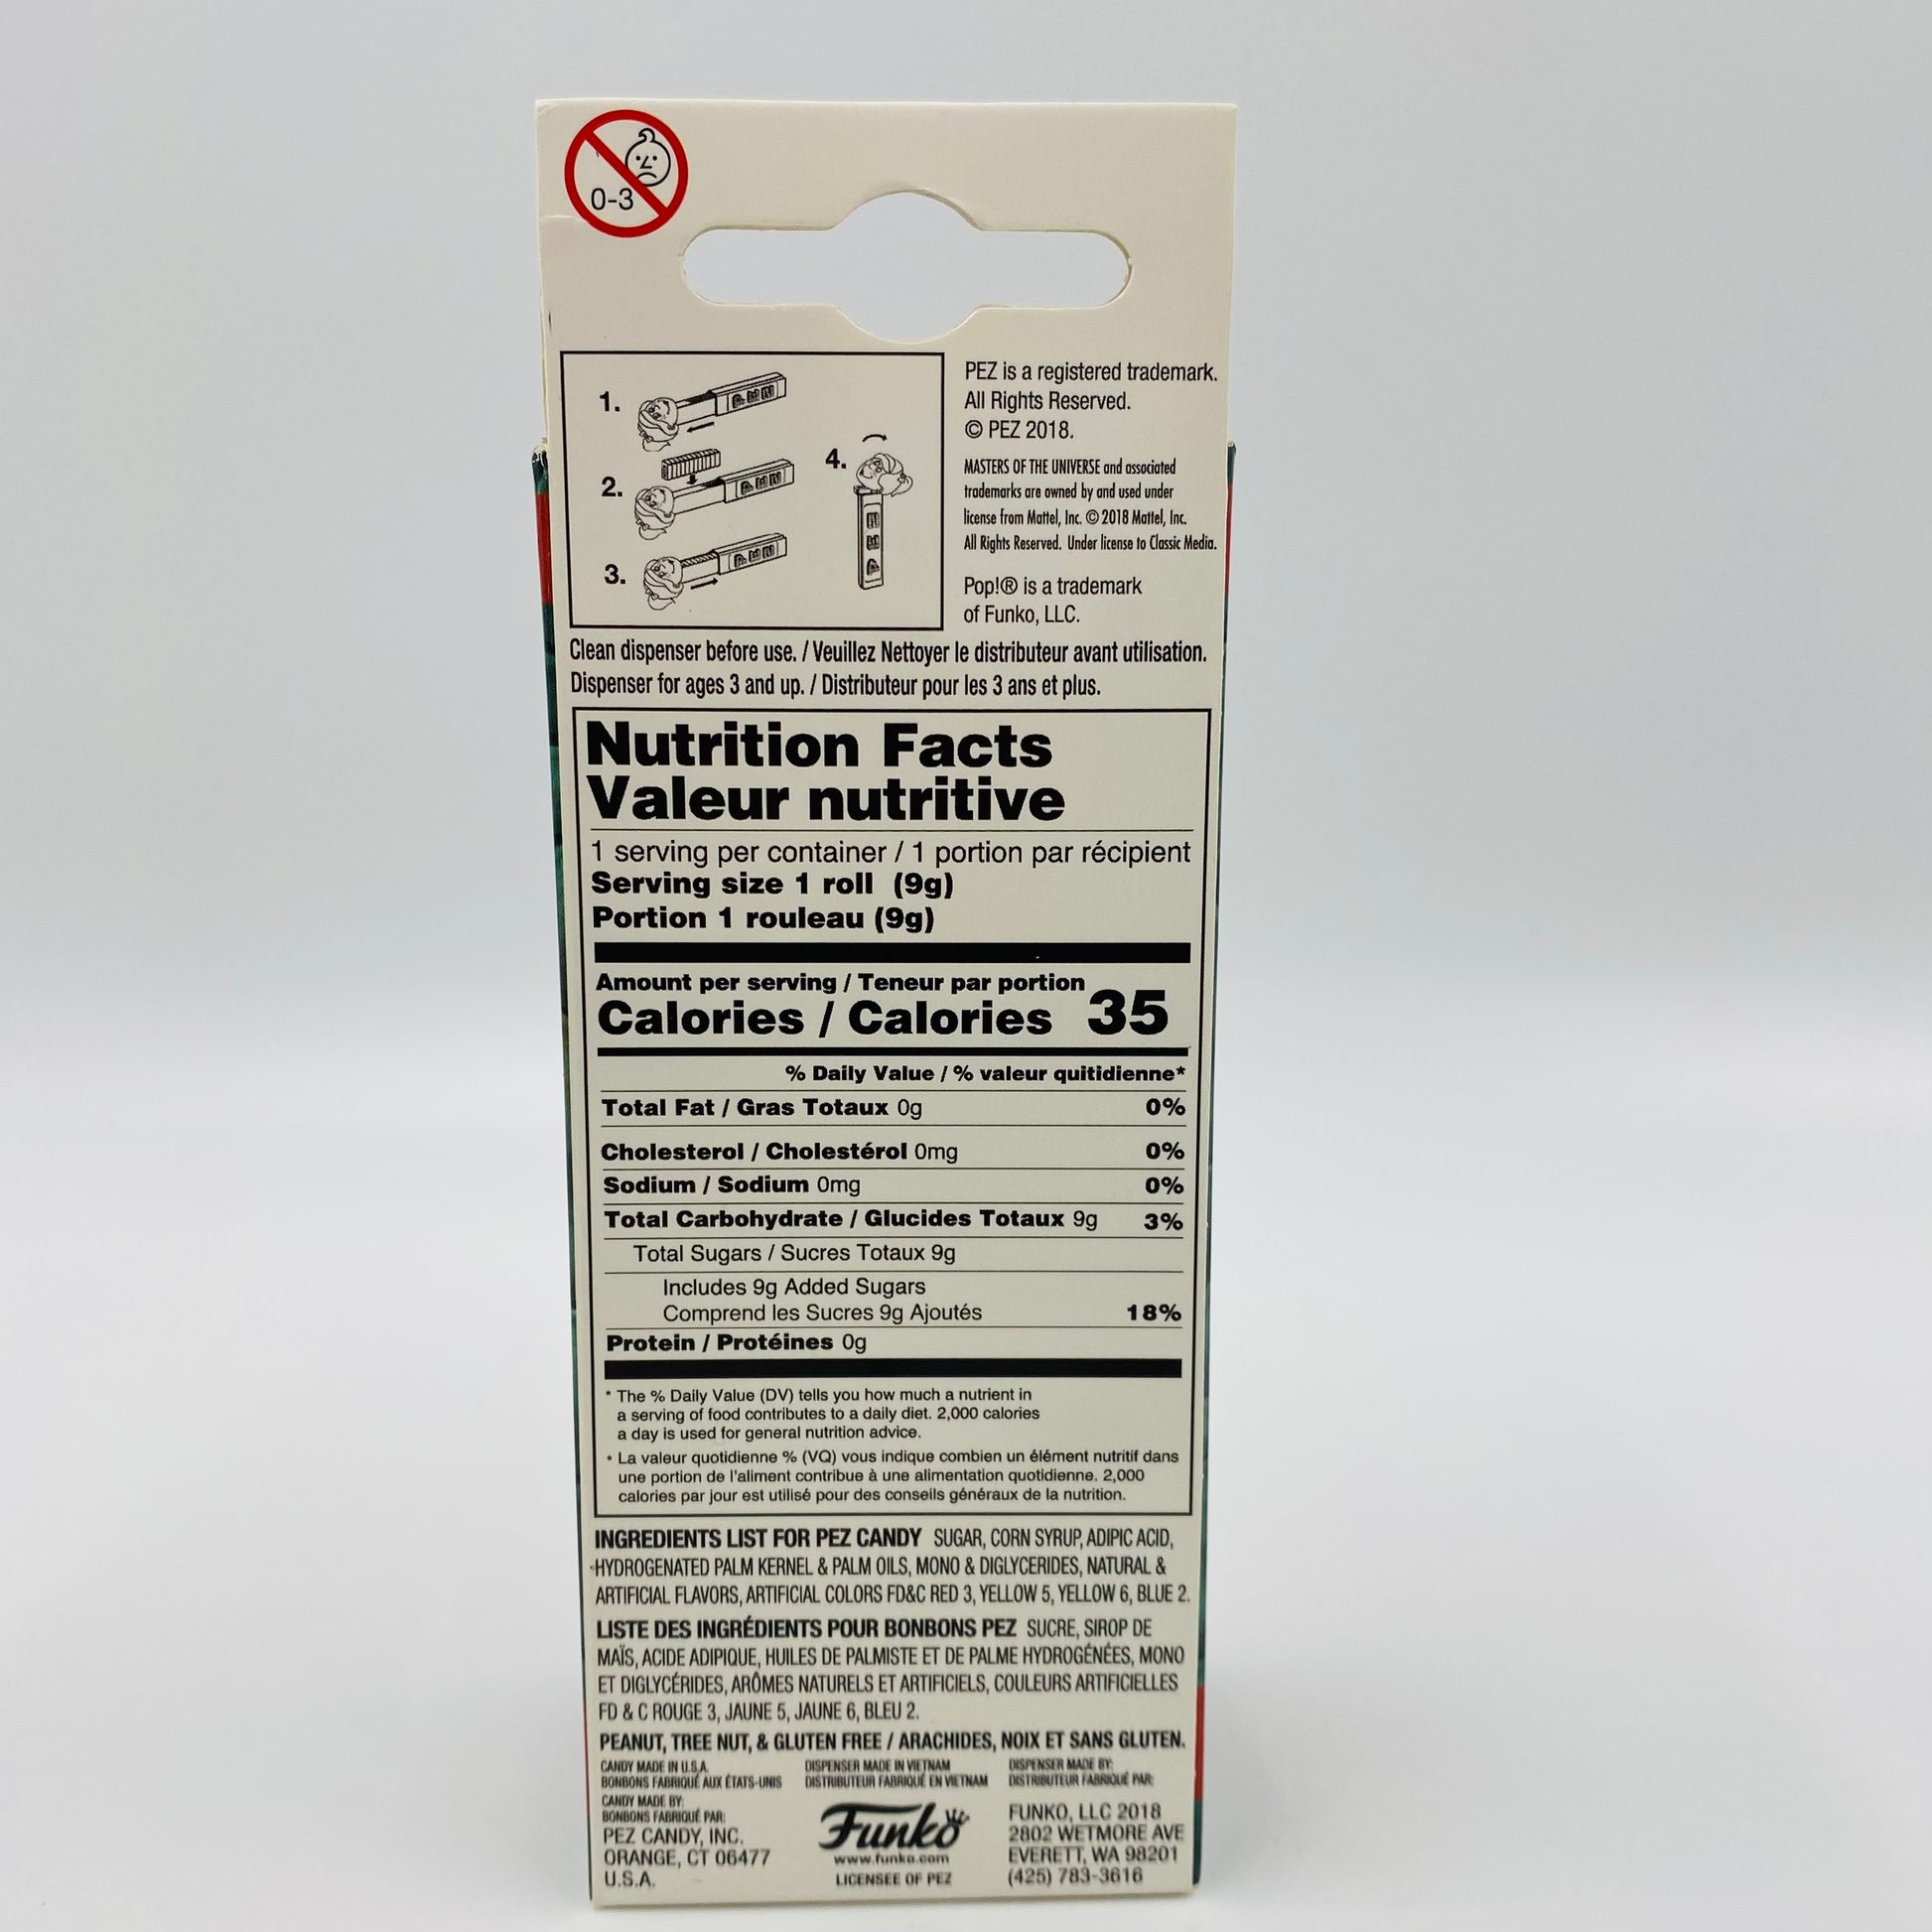 0-3
1.
2.
3.
4.
PEZ
PEZ
PEZ
PEZ
PEZ is a registered trademark.
All Rights Reserved.
© PEZ 2018.
MASTERS OF THE UNIVERSE and associated
trademarks are owned by and used under
license from Mattel, Inc. © 2018 Mattel, Inc.
All Rights Reserved. Under license to Classic Media.
Pop!® is a trademark
of Funko, LLC.
Clean dispenser before use. / Veuillez Nettoyer le distributeur avant utilisation.
Dispenser for ages 3 and up. / Distributeur pour les 3 ans et plus.
Nutrition Facts
Valeur nutritive
1 serving per container / 1 portion par récipient
Serving size 1 roll (9g)
Portion 1 rouleau (9g)
Amount per serving / Teneur par portion
Calories / Calories 35
% Daily Value / % valeur quitidienne*
Total Fat / Gras Totaux 0g 0%
Cholesterol / Cholestérol 0mg 0%
Sodium / Sodium 0mg 0%
Total Carbohydrate / Glucides Totaux 9g 3%
Total Sugars / Sucres Totaux 9g
Includes 9g Added Sugars
Comprend les Sucres 9g Ajoutés 18%
Protein / Protéines 0g
* The % Daily Value (DV) tells you how much a nutrient in
a serving of food contributes to a daily diet. 2,000 calories
a day is used for general nutrition advice.
* La valeur quotidienne % (VQ) vous indique combien un élément nutritif dans
une portion de l'aliment contribue à une alimentation quotidienne. 2,000
calories par jour est utilisé pour des conseils généraux de la nutrition.
INGREDIENTS LIST FOR PEZ CANDY SUGAR, CORN SYRUP, ADIPIC ACID,
HYDROGENATED PALM KERNEL & PALM OILS, MONO & DIGLYCERIDES, NATURAL &
ARTIFICIAL FLAVORS, ARTIFICIAL COLORS FD&C RED 3, YELLOW 5, YELLOW 6, BLUE 2.
LISTE DES INGRÉDIENTS POUR BONBONS PEZ SUCRE, SIROP DE
MAÏS, ACIDE ADIPIQUE, HUILES DE PALMISTE ET DE PALME HYDROGÉNÉES, MONO
ET DIGLYCÉRIDES, ARÔMES NATURELS ET ARTIFICIELS, COULEURS ARTIFICIELLES
FD & C ROUGE 3, JAUNE 5, JAUNE 6, BLEU 2.
PEANUT, TREE NUT, & GLUTEN FREE / ARACHIDES, NOIX ET SANS GLUTEN.
CANDY MADE IN U.S.A.
BONBONS FABRIQUÉ AUX ÉTATS-UNIS
CANDY MADE BY:
BONBONS FABRIQUÉ PAR:
PEZ CANDY, INC.
ORANGE, CT 06477
U.S.A.
DISPENSER MADE IN VIETNAM
DISTRIBUTEUR FABRIQUÉ EN VIETNAM
Funko
www.funko.com
LICENSEE OF PEZ
DISPENSER MADE BY:
DISTRIBUTEUR FABRIQUÉ PAR:
FUNKO, LLC 2018
2802 WETMORE AVE
EVERETT, WA 98201
(425) 783-3616